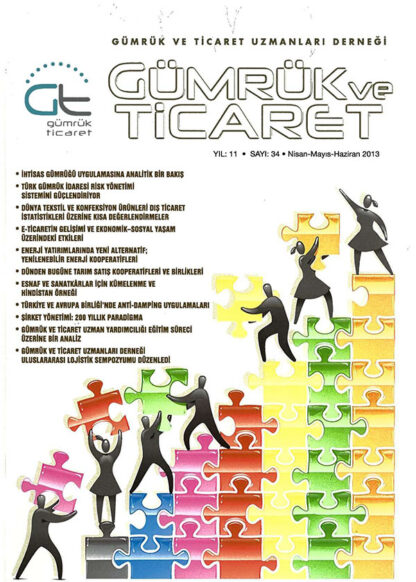 GÜMRÜK VE TİCARET UZMANLARI DERNEĞİ
Gt
gümrük
ticaret
GÜMRÜK ve
TİCARET
YIL: 11 • SAYI: 34 • Nisan-Mayıs-Haziran 2013
• İHTİSAS GÜMRÜĞÜ UYGULAMASINA ANALİTİK BİR BAKIŞ
• TÜRK GÜMRÜK İDARESİ RİSK YÖNETİMİ
SİSTEMİNİ GÜÇLENDİRİYOR
• DÜNYA TEKSTİL VE KONFEKSİYON ÜRÜNLERİ DIŞ TİCARET
İSTATİSTİKLERİ ÜZERİNE KISA DEĞERLENDİRMELER
• E-TİCARETİN GELİŞİMİ VE EKONOMİK-SOSYAL YAŞAM
ÜZERİNDEKİ ETKİLERİ
• ENERJİ YATIRIMLARINDA YENİ ALTERNATİF;
YENİLENEBİLİR ENERJİ KOOPERATİFLERİ
• DÜNDEN BUGÜNE TARIM SATIŞ KOOPERATİFLERİ VE BİRLİKLERİ
• ESNAF VE SANATKARLAR İÇİN KÜMELENME VE
HİNDİSTAN ÖRNEĞİ
• TÜRKİYE VE AVRUPA BİRLİĞİ'NDE ANTİ-DAMPİNG UYGULAMALARI
• ŞİRKET YÖNETİMİ: 200 YILLIK PARADİGMA
• GÜMRÜK VE TİCARET UZMAN YARDIMCILIĞI EĞİTİM SÜRECİ
ÜZERİNE BİR ANALİZ
• GÜMRÜK VE TİCARET UZMANLARI DERNEĞİ
ULUSLARARASI LOJİSTİK SEMPOZYUMU DÜZENLEDİ